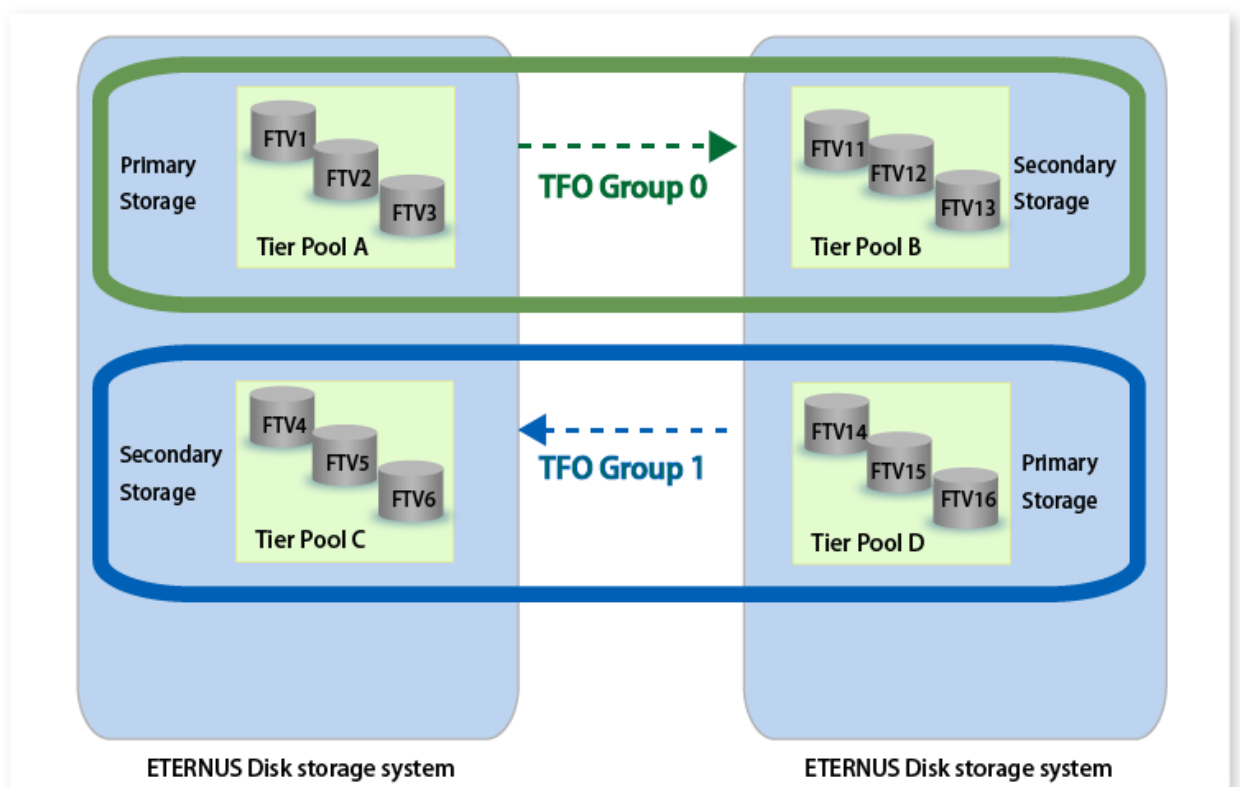 Primary
Storage
FTV1
FTV2
FTV3
Tier Pool A
TFO Group 0
FTV11
FTV12
FTV13
Tier Pool B
Secondary
Storage
Secondary
Storage
FTV4
FTV5
FTV6
Tier Pool C
TFO Group 1
FTV14
FTV15
FTV16
Tier Pool D
Primary
Storage
ETERNUS Disk storage system
ETERNUS Disk storage system